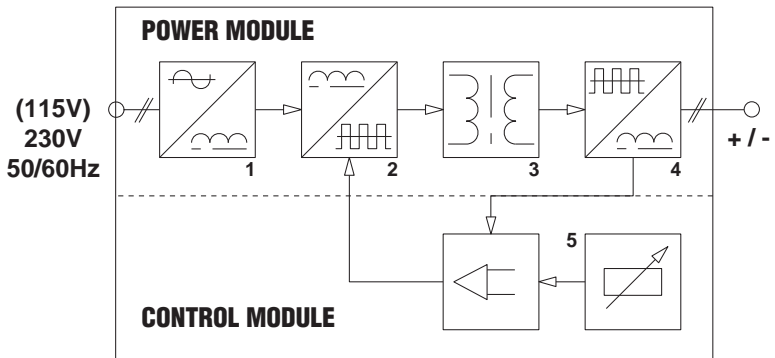 POWER MODULE
(115V)
230V
50/60Hz
1
2
3
4
+ / -
5
CONTROL MODULE